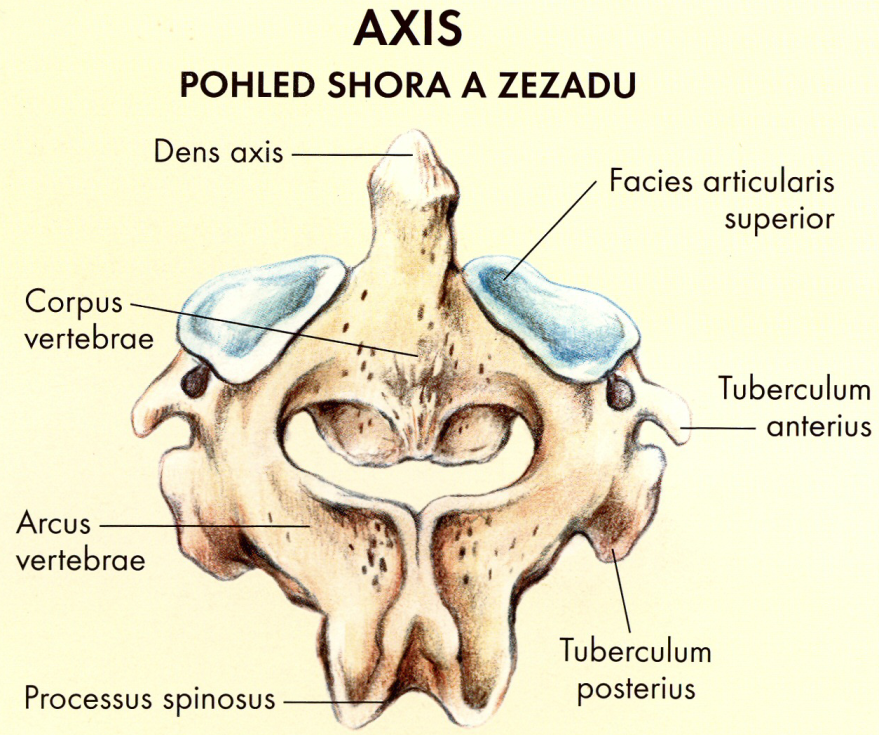 AXIS
POHLED SHORA A ZEZADU
Dens axis
Facies articularis
superior
Corpus
vertebrae
Tuberculum
anterius
Arcus
vertebrae
Tuberculum
posterius
Processus spinosus